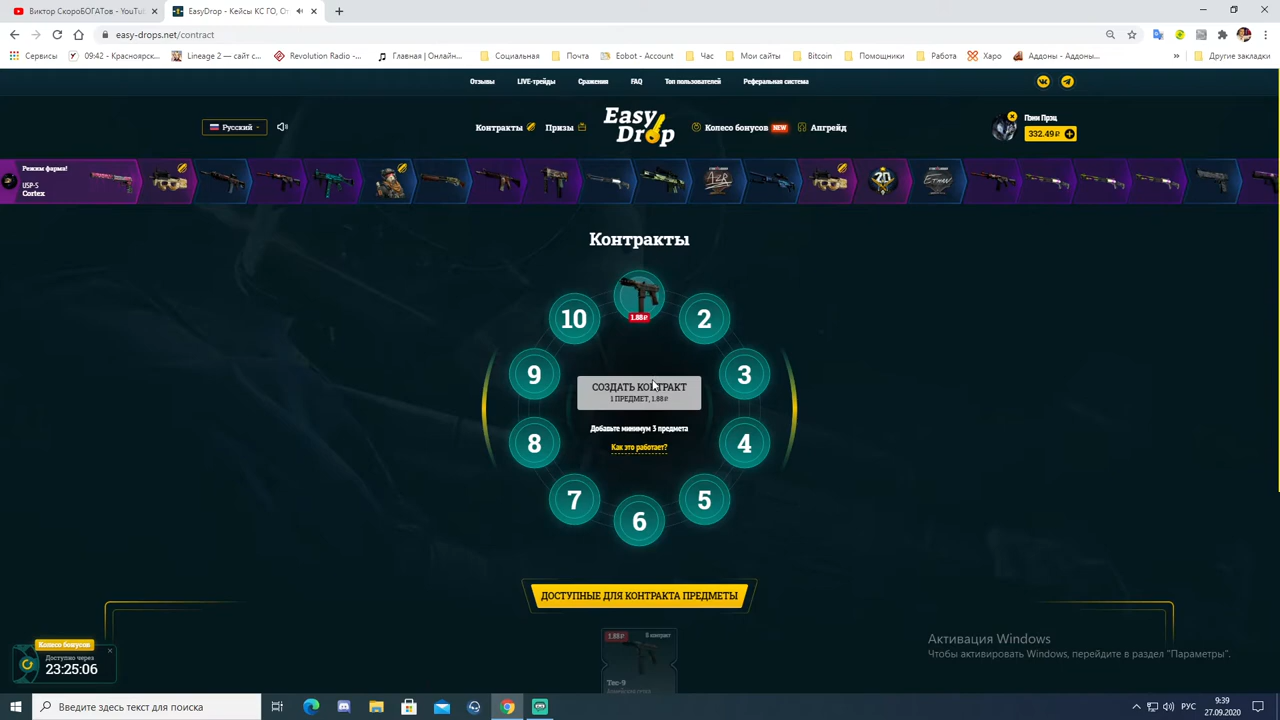 Виктор СкороБОГАТов - YouTub
EasyDrop - Кейсы КС ГО, С
easy-drops.net/contract
Сервисы
09:42 - Красноярск...
Lineage 2 — сайт с...
Revolution Radio -...
Главная | Онлайн...
Социальная
Почта
Eobot - Account
Час
Мои сайты
Bitcoin
Помощники
Работа
Харо
Аддоны — Аддоны...
»
Другие закладки
Отзывы
LIVE-трейды
Сражения
FAQ
Топ пользователей
Реферальная система
Русский
Контракты
Призы
Easy
Drop
Колесо бонусов NEW
Апгрейд
Пэйн Прэц
332.49₽
Режим фарма!
USP-S
Cortex
AZR
20
Контракты
10
1.88₽
2
9
3
СОЗДАТЬ КОНТРАКТ
1 ПРЕДМЕТ, 1.88₽
Добавьте минимум 3 предмета
Как это работает?
8
4
7
5
6
ДОСТУПНЫЕ ДЛЯ КОНТРАКТА ПРЕДМЕТЫ
1.88₽
В контракт
Tec-9
Армейская сетка
Колесо бонусов
Доступно через
23:25:06
Активация Windows
Чтобы активировать Windows, перейдите в раздел "Параметры".
Введите здесь текст для поиска
РУС
9:39
27.09.2020